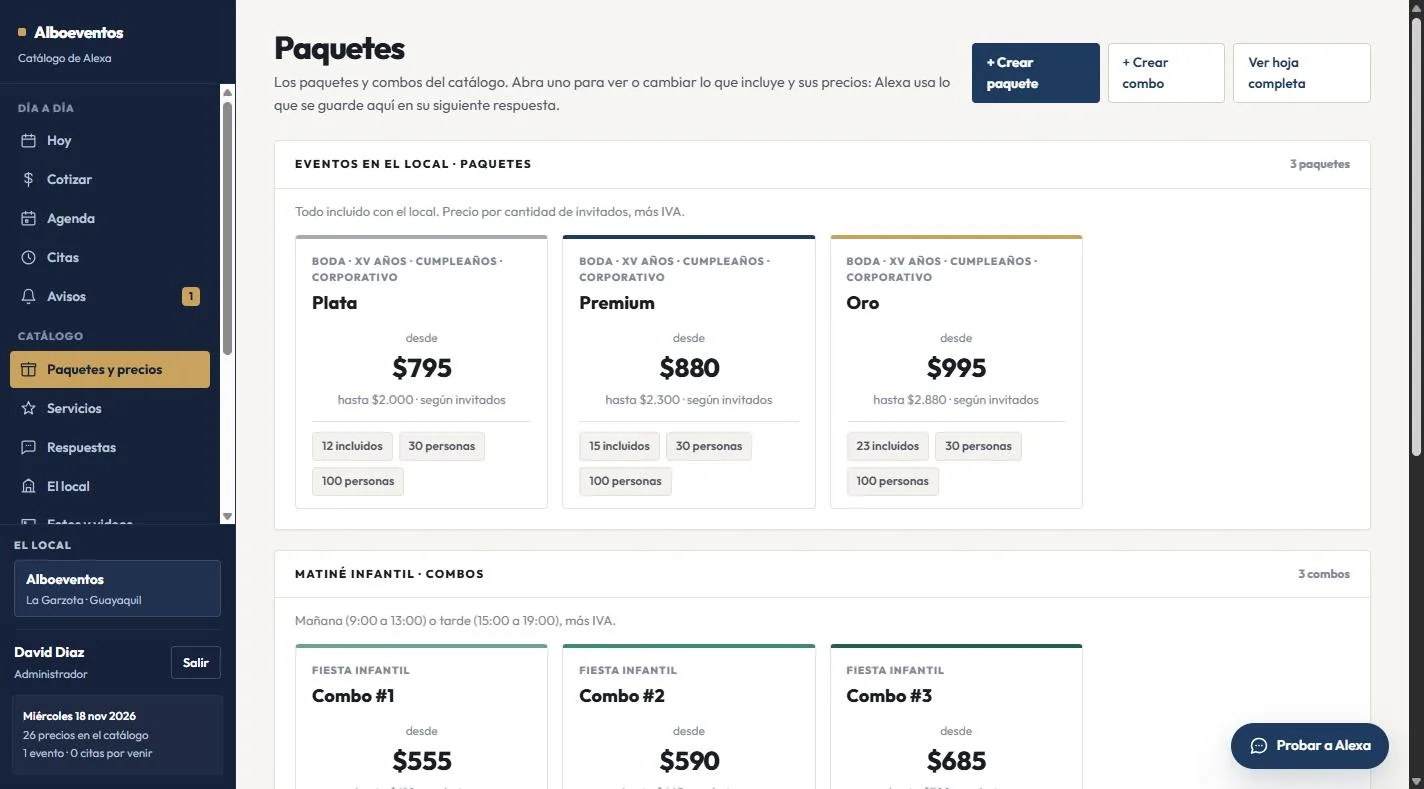 Alboeventos
Catálogo de Alexa
DÍA A DÍA
Hoy
Cotizar
Agenda
Citas
Avisos
1
CATÁLOGO
Paquetes y precios
Servicios
Respuestas
El local
EL LOCAL
Alboeventos
La Garzota · Guayaquil
David Diaz
Administrador
Salir
Miércoles 18 nov 2026
26 precios en el catálogo
1 evento · 0 citas por venir
Paquetes
Los paquetes y combos del catálogo. Abra uno para ver o cambiar lo que incluye y sus precios: Alexa usa lo
que se guarde aquí en su siguiente respuesta.
+ Crear
paquete
+ Crear
combo
Ver hoja
completa
EVENTOS EN EL LOCAL · PAQUETES
3 paquetes
Todo incluido con el local. Precio por cantidad de invitados, más IVA.
BODA · XV AÑOS · CUMPLEAÑOS ·
CORPORATIVO
Plata
desde
$795
hasta $2.000 · según invitados
12 incluidos
30 personas
100 personas
BODA · XV AÑOS · CUMPLEAÑOS ·
CORPORATIVO
Premium
desde
$880
hasta $2.300 · según invitados
15 incluidos
30 personas
100 personas
BODA · XV AÑOS · CUMPLEAÑOS ·
CORPORATIVO
Oro
desde
$995
hasta $2.880 · según invitados
23 incluidos
30 personas
100 personas
MATINÉ INFANTIL · COMBOS
3 combos
Mañana (9:00 a 13:00) o tarde (15:00 a 19:00), más IVA.
FIESTA INFANTIL
Combo #1
desde
$555
FIESTA INFANTIL
Combo #2
desde
$590
FIESTA INFANTIL
Combo #3
desde
$685
Probar a Alexa